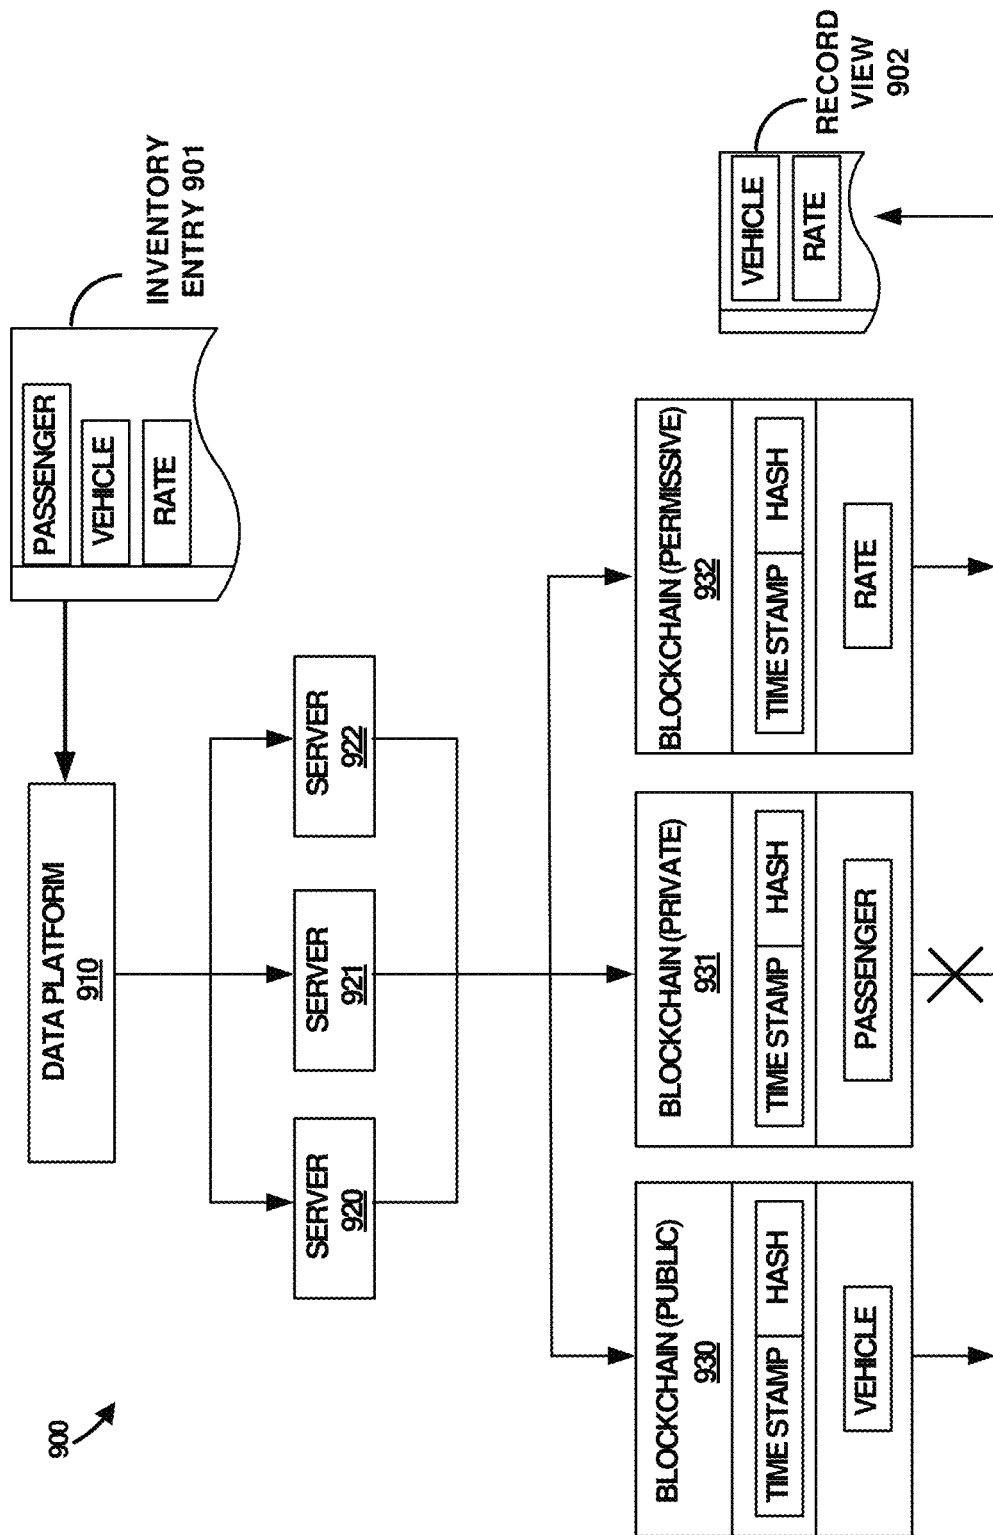 900
INVENTORY
ENTRY 901
PASSENGER
VEHICLE
RATE
DATA PLATFORM
910
SERVER
920
SERVER
921
SERVER
922
BLOCKCHAIN (PUBLIC)
930
TIME STAMP
HASH
VEHICLE
BLOCKCHAIN (PRIVATE)
931
TIME STAMP
HASH
PASSENGER
BLOCKCHAIN (PERMISSIVE)
932
TIME STAMP
HASH
RATE
VEHICLE
RATE
RECORD
VIEW
902